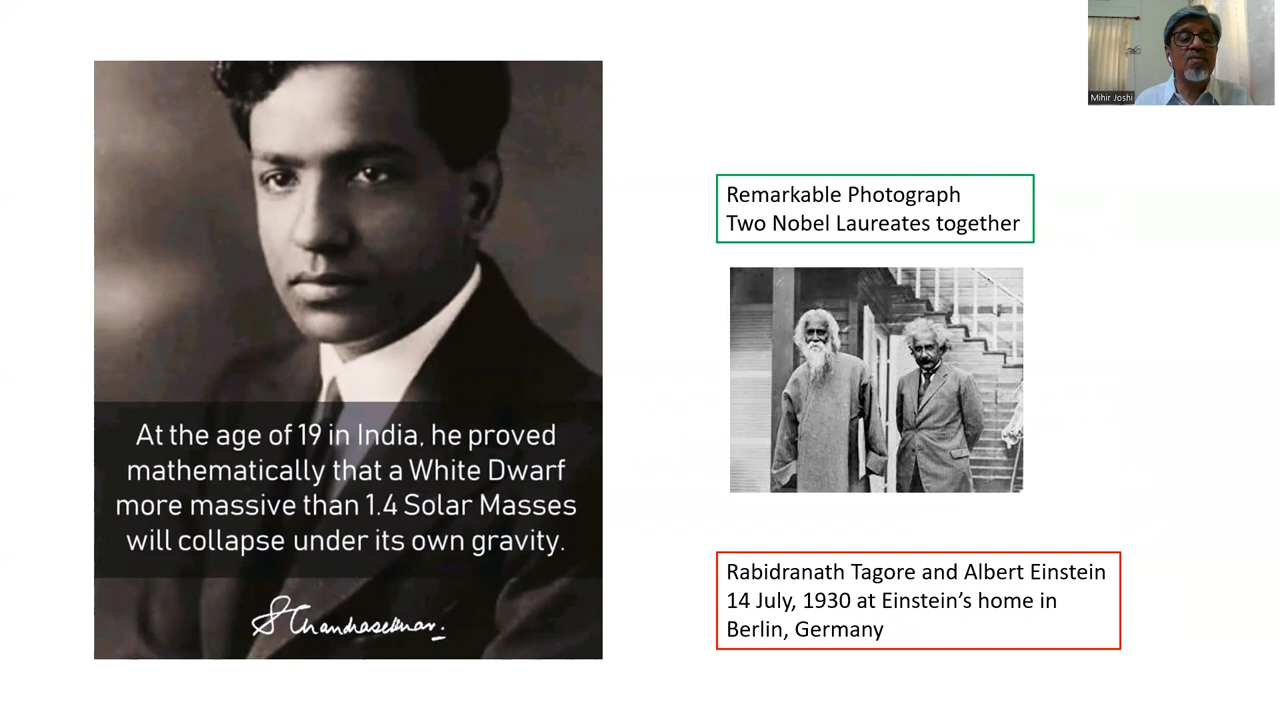 At the age of 19 in India, he proved
mathematically that a White Dwarf
more massive than 1.4 Solar Masses
will collapse under its own gravity.
S Chandrasekhar.
Remarkable Photograph
Two Nobel Laureates together
Rabidranath Tagore and Albert Einstein
14 July, 1930 at Einstein’s home in
Berlin, Germany
Mihir Joshi